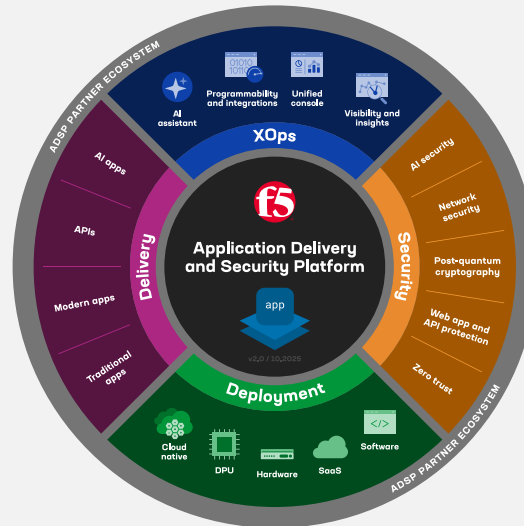 ADSP PARTNER ECOSYSTEM
01010
10110
AI
assistant
Programmability
and integrations
Unified
console
Visibility and
insights
XOps
AI apps
APIs
Modern apps
Traditional
apps
Delivery
f5
Application Delivery
and Security Platform
app
v2.0 / 10.2025
Security
AI security
Network
security
Post-quantum
cryptography
Web app and
API protection
Zero trust
Deployment
Cloud
native
DPU
Hardware
SaaS
</>
Software
ADSP PARTNER ECOSYSTEM